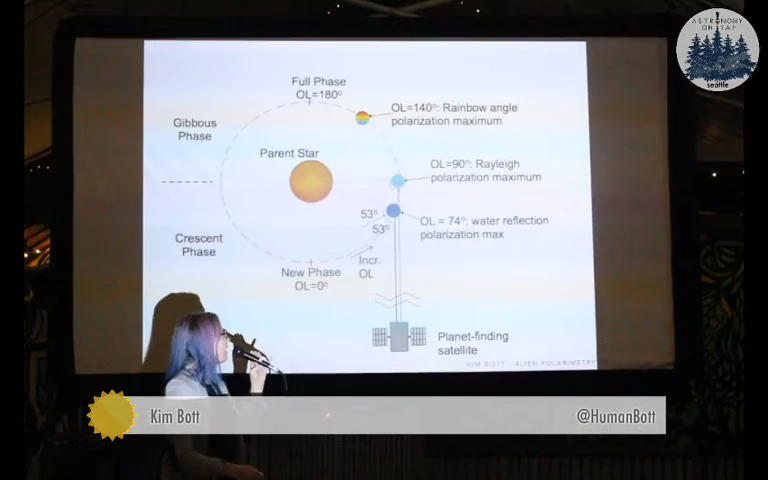 ASTRONOMY
ON TAP
seattle
Full Phase
OL=180º
OL=140º: Rainbow angle
polarization maximum
Gibbous
Phase
Parent Star
OL=90º: Rayleigh
polarization maximum
53º
53º
OL = 74º: water reflection
polarization max
Crescent
Phase
Incr.
OL
New Phase
OL=0º
Planet-finding
satellite
KIM BOTT - ALIEN POLARIMETRY
Kim Bott
@HumanBott